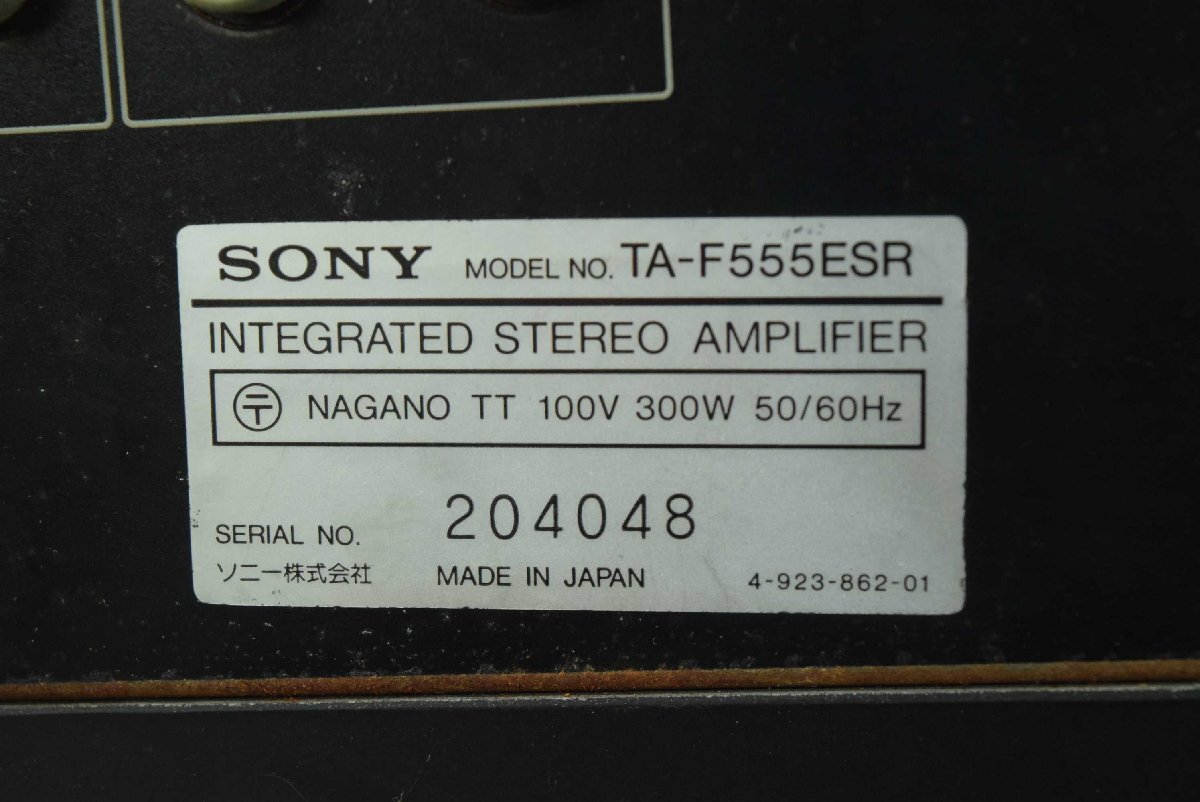 SONY MODEL NO. TA-F555ESR
INTEGRATED STEREO AMPLIFIER
〒 NAGANO TT 100V 300W 50/60Hz
SERIAL NO. 204048
ソニー株式会社 MADE IN JAPAN 4-923-862-01